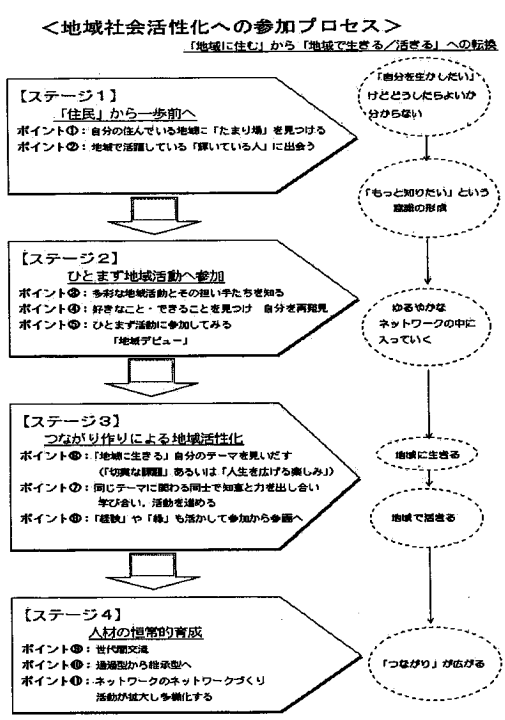 ＜地域社会活性化への参加プロセス＞
「地域に住む」から「地域で生きる／活きる」への転換
【ステージ１】
「住民」から一歩前へ
ポイント①：自分の住んでいる地域に「たまり場」を見つける
ポイント②：地域で活躍している「輝いている人」に出会う
【ステージ２】
ひとまず地域活動へ参加
ポイント③：多彩な地域活動とその担い手たちを知る
ポイント④：好きなこと・できることを見つけ　自分を再発見
ポイント⑤：ひとまず活動に参加してみる
「地域デビュー」
【ステージ３】
つながり作りによる地域活性化
ポイント⑥：「地域に生きる」自分のテーマを見いだす
（「切実な課題」あるいは「人生を広げる楽しみ」）
ポイント⑦：同じテーマに関わる同士で知恵と力を出し合い
学び合い，活動を進める
ポイント⑧：「経験」や「縁」も活かして参加から参画へ
【ステージ４】
人材の恒常的育成
ポイント⑨：世代間交流
ポイント⑩：通過型から継承型へ
ポイント⑪：ネットワークのネットワークづくり
活動が拡大し多様化する
「自分を生かしたい」
けどどうしたらよいか
分からない
「もっと知りたい」という
意識の形成
ゆるやかな
ネットワークの中に
入っていく
地域に生きる
地域で活きる
「つながり」が広がる